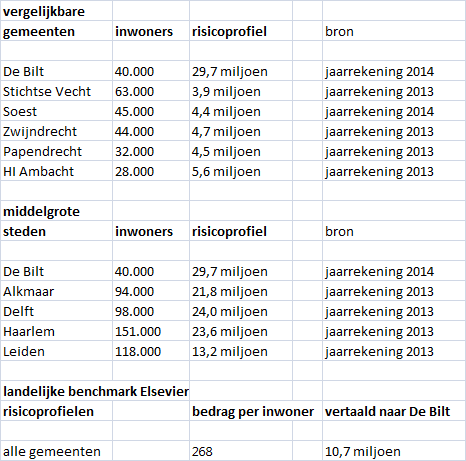 vergelijkbare
gemeenten inwoners risicoprofiel bron
De Bilt 40.000 29,7 miljoen jaarrekening 2014
Stichtse Vecht 63.000 3,9 miljoen jaarrekening 2013
Soest 45.000 4,4 miljoen jaarrekening 2014
Zwijndrecht 44.000 4,7 miljoen jaarrekening 2013
Papendrecht 32.000 4,5 miljoen jaarrekening 2013
HI Ambacht 28.000 5,6 miljoen jaarrekening 2013
middelgrote
steden inwoners risicoprofiel bron
De Bilt 40.000 29,7 miljoen jaarrekening 2014
Alkmaar 94.000 21,8 miljoen jaarrekening 2013
Delft 98.000 24,0 miljoen jaarrekening 2013
Haarlem 151.000 23,6 miljoen jaarrekening 2013
Leiden 118.000 13,2 miljoen jaarrekening 2013
landelijke benchmark Elsevier
risicoprofielen bedrag per inwoner vertaald naar De Bilt
alle gemeenten 268 10,7 miljoen